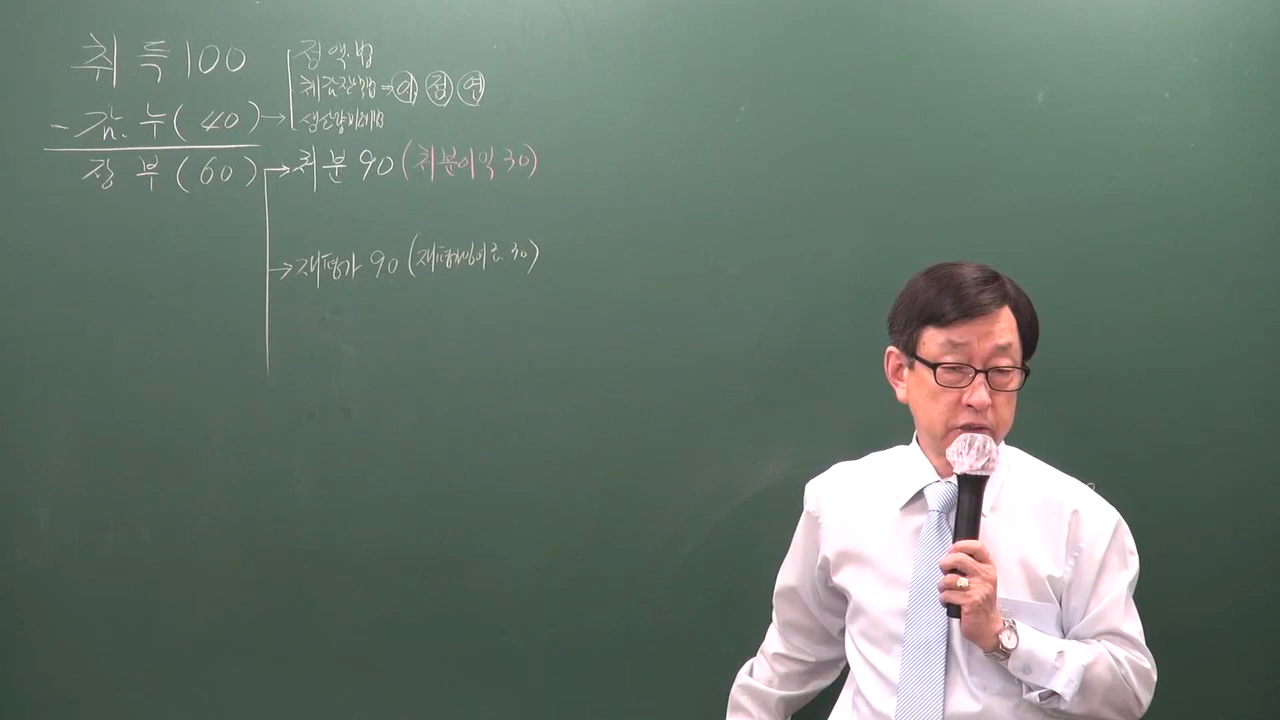 취득 100
정액법
체감잔액법 → 이 정 연
- 감.누 (40) →
생산량비례법
장부 (60)
→ 처분 90 (처분이익 30)
→ 재평가 90 (재평가잉여금 30)